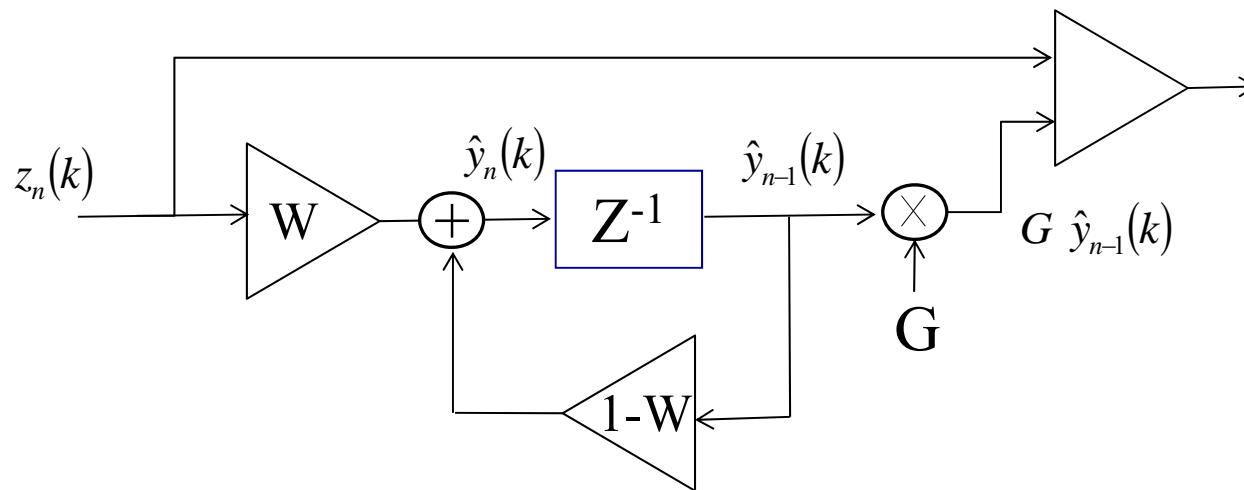 zₙ(k)
W
+
ŷₙ(k)
Z⁻¹
ŷₙ₋₁(k)
×
G ŷₙ₋₁(k)
G
1-W